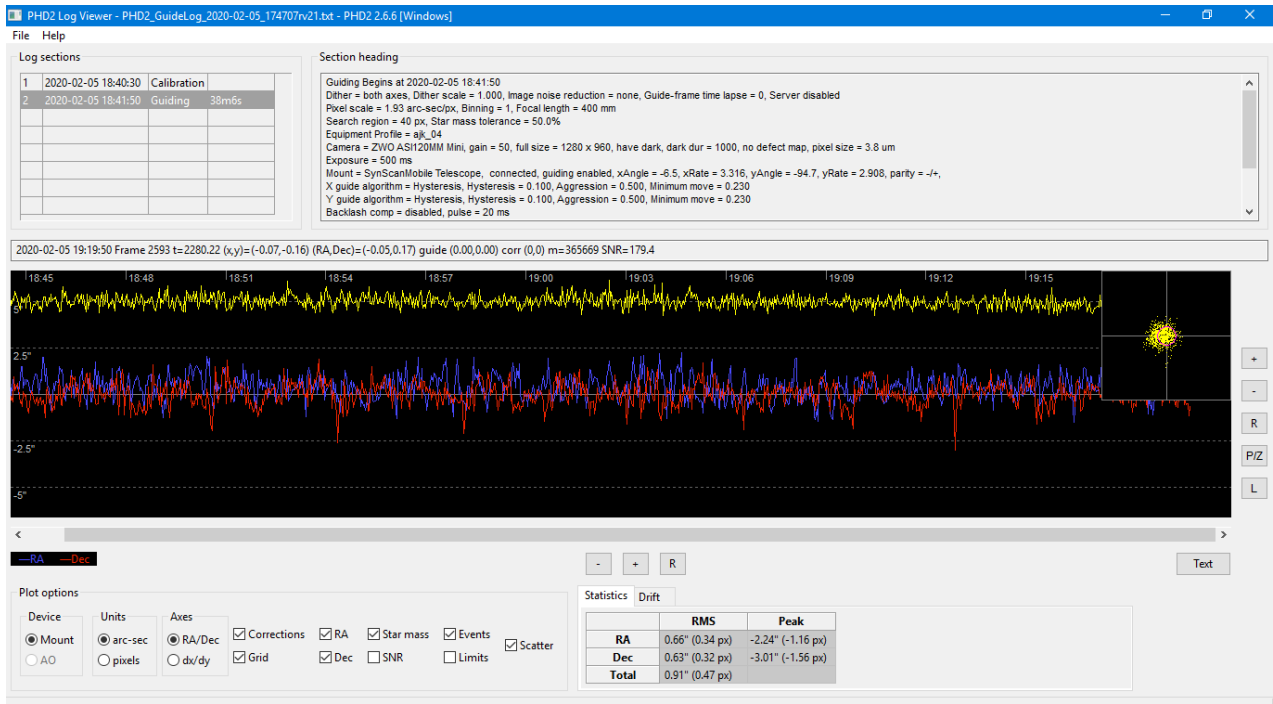 PHD2 Log Viewer - PHD2_GuideLog_2020-02-05_174707rv21.txt - PHD2 2.6.6 [Windows]
File Help
Log sections
1 2020-02-05 18:40:30 Calibration
2 2020-02-05 18:41:50 Guiding 38m6s
Section heading
Guiding Begins at 2020-02-05 18:41:50
Dither = both axes, Dither scale = 1.000, Image noise reduction = none, Guide-frame time lapse = 0, Server disabled
Pixel scale = 1.93 arc-sec/px, Binning = 1, Focal length = 400 mm
Search region = 40 px, Star mass tolerance = 50.0%
Equipment Profile = ajk_04
Camera = ZWO ASI120MM Mini, gain = 50, full size = 1280 x 960, have dark, dark dur = 1000, no defect map, pixel size = 3.8 um
Exposure = 500 ms
Mount = SynScanMobile Telescope, connected, guiding enabled, xAngle = -6.5, xRate = 3.316, yAngle = -94.7, yRate = 2.908, parity = -/+,
X guide algorithm = Hysteresis, Hysteresis = 0.100, Aggression = 0.500, Minimum move = 0.230
Y guide algorithm = Hysteresis, Hysteresis = 0.100, Aggression = 0.500, Minimum move = 0.230
Backlash comp = disabled, pulse = 20 ms
2020-02-05 19:19:50 Frame 2593 t=2280.22 (x,y)=(-0.07,-0.16) (RA,Dec)=(-0.05,0.17) guide (0.00,0.00) corr (0,0) m=365669 SNR=179.4
18:45 18:48 18:51 18:54 18:57 19:00 19:03 19:06 19:09 19:12 19:15
5"
2.5"
-2.5"
-5"
+
-
R
P/Z
L
—RA —Dec
- + R
Text
Plot options
Device Units Axes
Mount arc-sec RA/Dec Corrections RA Star mass Events Scatter
AO pixels dx/dy Grid Dec SNR Limits
Statistics Drift
RMS Peak
RA 0.66" (0.34 px) -2.24" (-1.16 px)
Dec 0.63" (0.32 px) -3.01" (-1.56 px)
Total 0.91" (0.47 px)